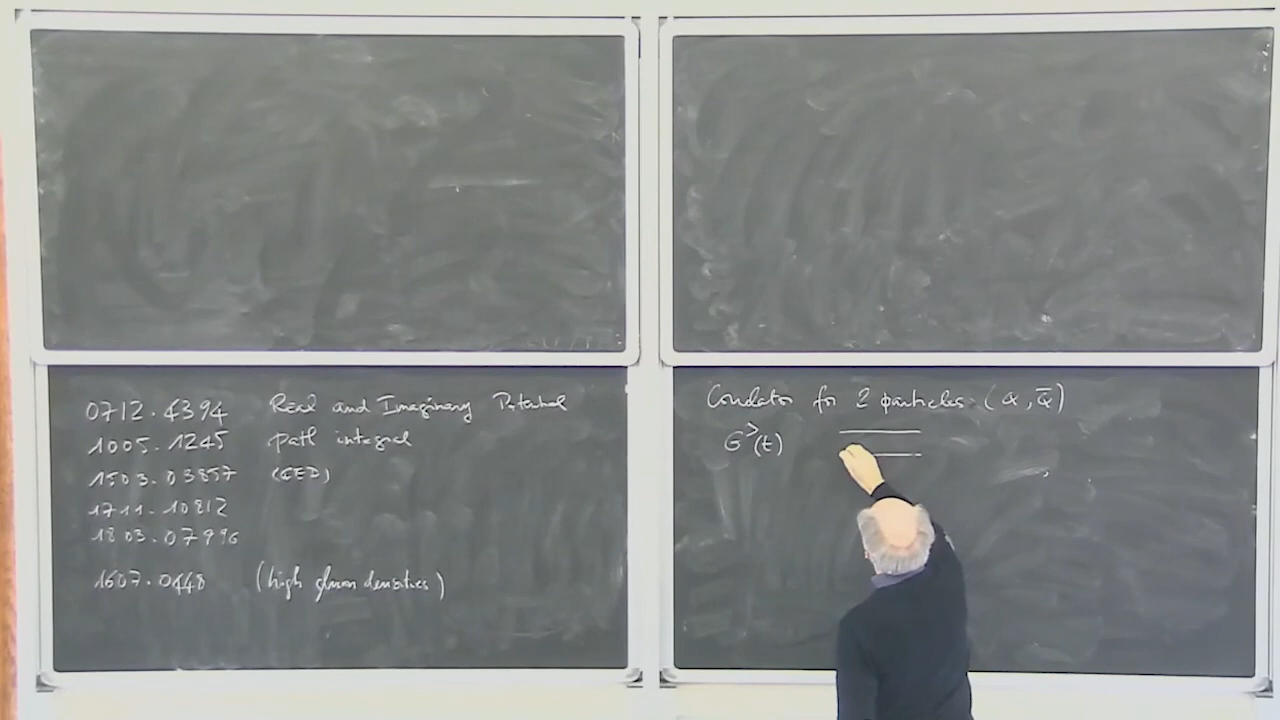 0712.4394 Real and Imaginary Potential
1005.1245 path integral
1503.03857 (QED)
1711.10812
1803.07996
1607.0448 (high gluon densities)
Correlator for 2 particles (Q, Q̄)
G^>(t)